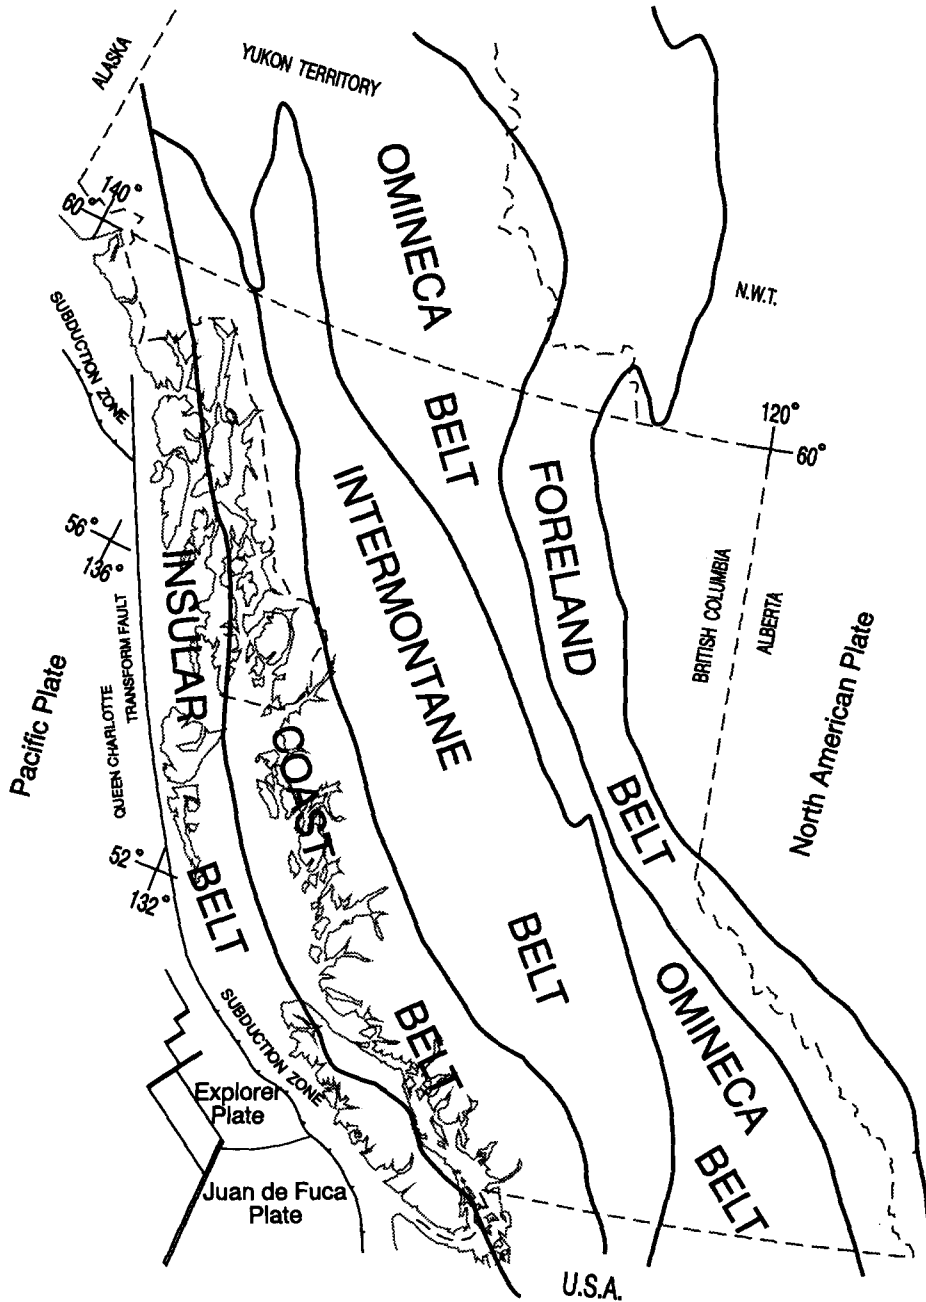 ALASKA
YUKON TERRITORY
OMINECA
BELT
60°
140°
N.W.T.
SUBDUCTION ZONE
120°
60°
FORELAND
BELT
INTERMONTANE
BELT
56°
136°
INSULAR
BELT
BRITISH COLUMBIA
ALBERTA
North American Plate
Pacific Plate
QUEEN CHARLOTTE
TRANSFORM FAULT
COAST
BELT
52°
132°
OMINECA
BELT
SUBDUCTION ZONE
Explorer
Plate
Juan de Fuca
Plate
U.S.A.